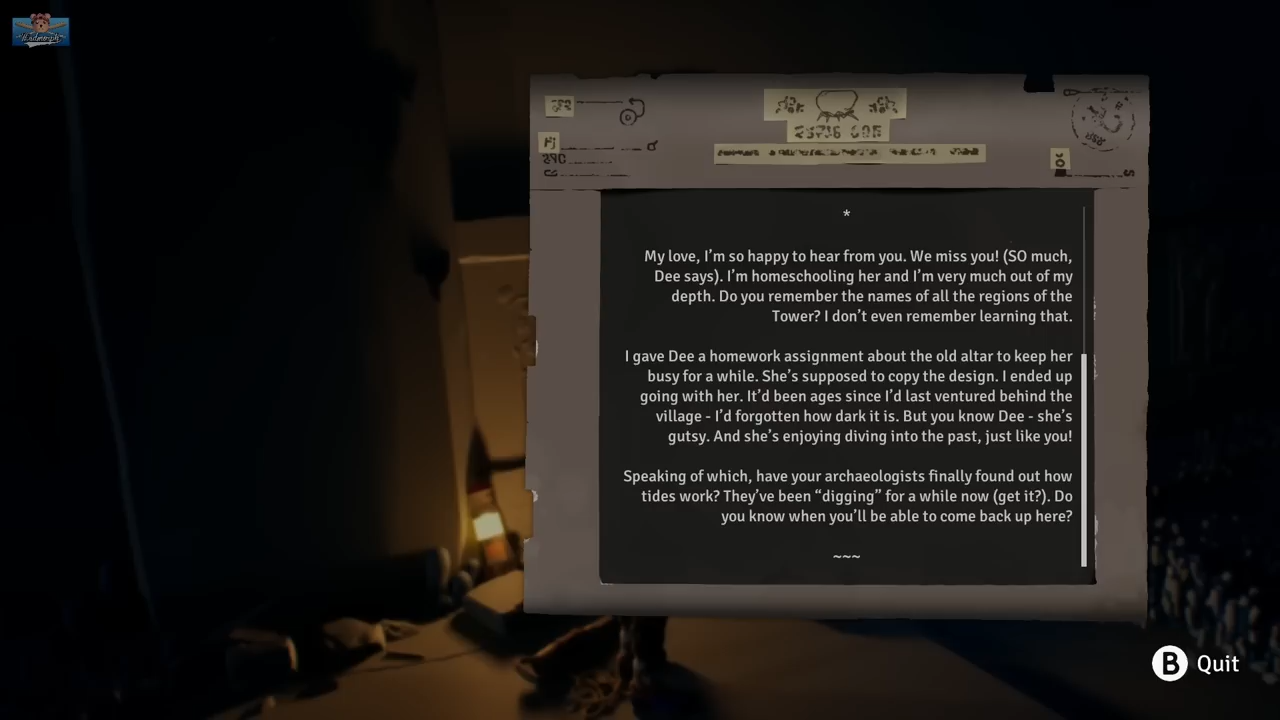 *
My love, I'm so happy to hear from you. We miss you! (SO much,
Dee says). I'm homeschooling her and I'm very much out of my
depth. Do you remember the names of all the regions of the
Tower? I don't even remember learning that.
I gave Dee a homework assignment about the old altar to keep her
busy for a while. She's supposed to copy the design. I ended up
going with her. It'd been ages since I'd last ventured behind the
village - I'd forgotten how dark it is. But you know Dee - she's
gutsy. And she's enjoying diving into the past, just like you!
Speaking of which, have your archaeologists finally found out how
tides work? They've been “digging” for a while now (get it?). Do
you know when you'll be able to come back up here?
~~~
B Quit